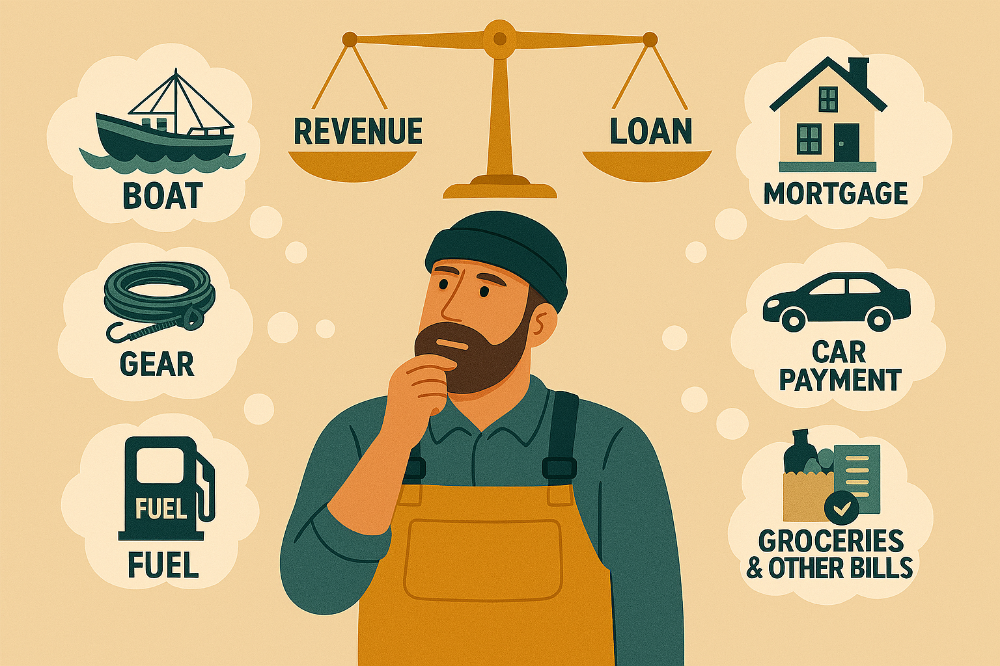 REVENUE
LOAN
BOAT
GEAR
FUEL
FUEL
MORTGAGE
CAR
PAYMENT
GROCERIES
& OTHER BILLS